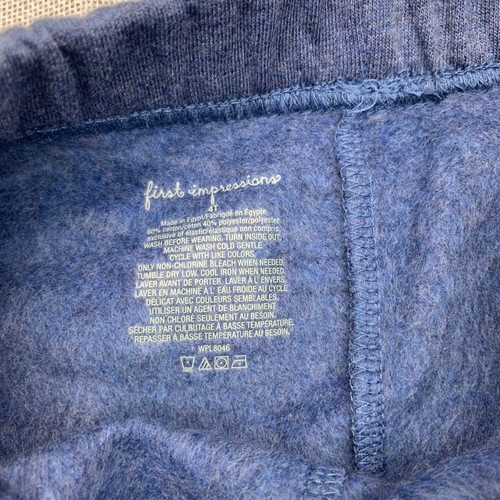 first impressions
4T
Made in Egypt/Fabriqué en Égypte
60% cotton/coton 40% polyester/polyester
exclusive of elastic/élastique non compris.
WASH BEFORE WEARING. TURN INSIDE OUT.
MACHINE WASH COLD GENTLE
CYCLE WITH LIKE COLORS.
ONLY NON-CHLORINE BLEACH WHEN NEEDED.
TUMBLE DRY LOW. COOL IRON WHEN NEEDED.
LAVER AVANT DE PORTER. LAVER À L' ENVERS.
LAVER EN MACHINE À L' EAU FROIDE AU CYCLE
DÉLICAT AVEC COULEURS SEMBLABLES.
UTILISER UN AGENT DE BLANCHIMENT
NON CHLORÉ SEULEMENT AU BESOIN.
SÉCHER PAR CULBUTAGE À BASSE TEMPÉRATURE.
REPASSER À BASSE TEMPÉRATURE AU BESOIN.
WPL8046